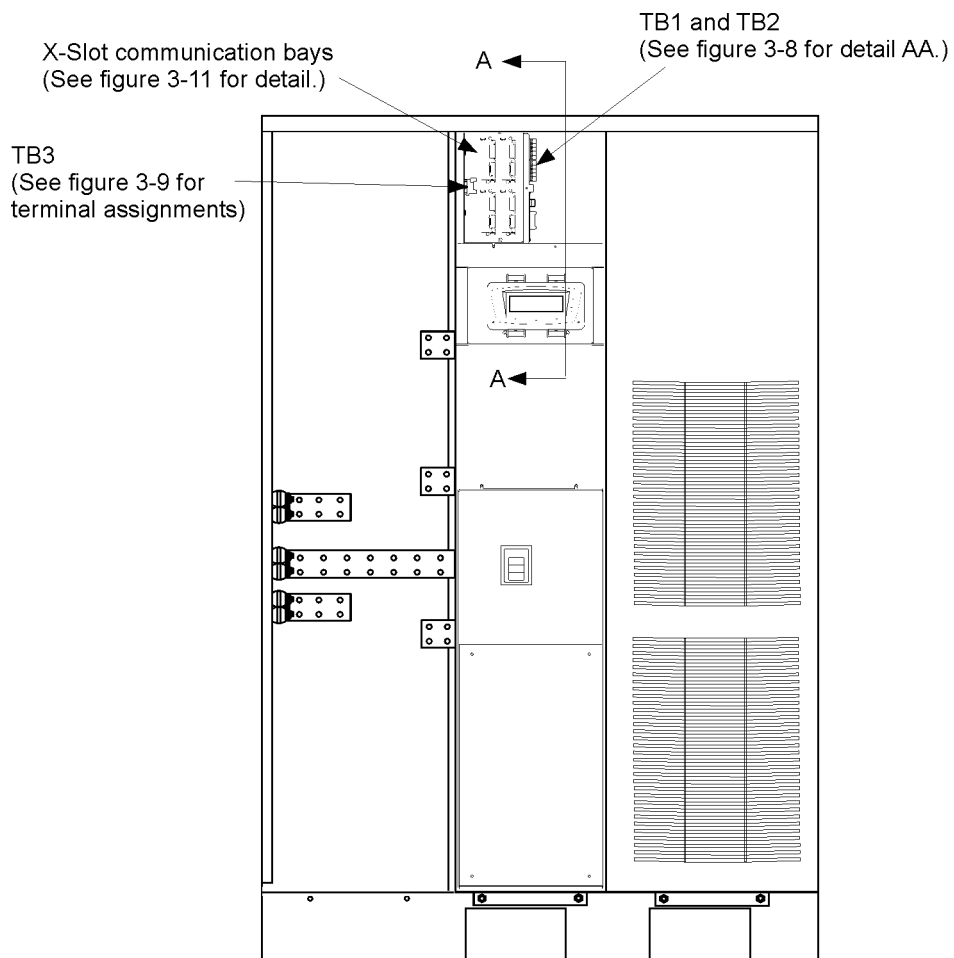 TB1 and TB2
(See figure 3-8 for detail AA.)
X-Slot communication bays
(See figure 3-11 for detail.)
A
TB3
(See figure 3-9 for
terminal assignments)
A